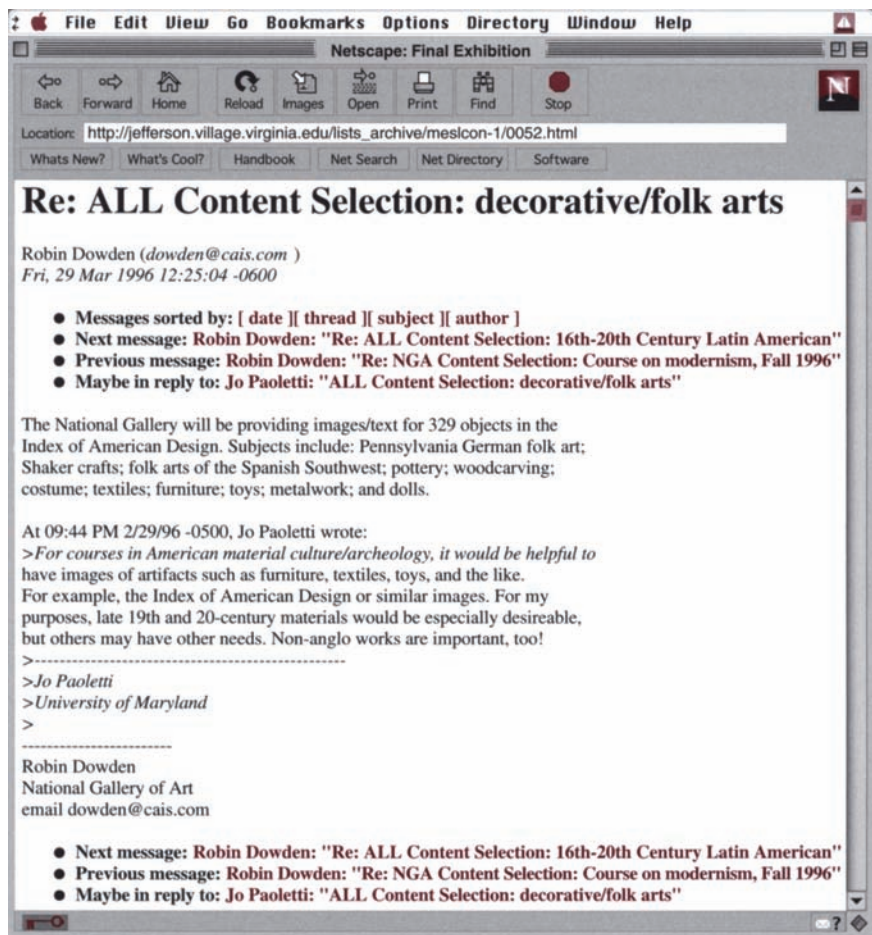 File Edit View Go Bookmarks Options Directory Window Help
Netscape: Final Exhibition
Back Forward Home Reload Images Open Print Find Stop
N
Location: http://jefferson.village.virginia.edu/lists_archive/meslcon-1/0052.html
Whats New? What's Cool? Handbook Net Search Net Directory Software
Re: ALL Content Selection: decorative/folk arts
Robin Dowden (dowden@cais.com )
Fri, 29 Mar 1996 12:25:04 -0600
● Messages sorted by: [ date ][ thread ][ subject ][ author ]
● Next message: Robin Dowden: "Re: ALL Content Selection: 16th-20th Century Latin American"
● Previous message: Robin Dowden: "Re: NGA Content Selection: Course on modernism, Fall 1996"
● Maybe in reply to: Jo Paoletti: "ALL Content Selection: decorative/folk arts"
The National Gallery will be providing images/text for 329 objects in the
Index of American Design. Subjects include: Pennsylvania German folk art;
Shaker crafts; folk arts of the Spanish Southwest; pottery; woodcarving;
costume; textiles; furniture; toys; metalwork; and dolls.
At 09:44 PM 2/29/96 -0500, Jo Paoletti wrote:
>For courses in American material culture/archeology, it would be helpful to
have images of artifacts such as furniture, textiles, toys, and the like.
For example, the Index of American Design or similar images. For my
purposes, late 19th and 20-century materials would be especially desireable,
but others may have other needs. Non-anglo works are important, too!
>--------------------------------------------------
>Jo Paoletti
>University of Maryland
>
------------------------
Robin Dowden
National Gallery of Art
email dowden@cais.com
● Next message: Robin Dowden: "Re: ALL Content Selection: 16th-20th Century Latin American"
● Previous message: Robin Dowden: "Re: NGA Content Selection: Course on modernism, Fall 1996"
● Maybe in reply to: Jo Paoletti: "ALL Content Selection: decorative/folk arts"
?